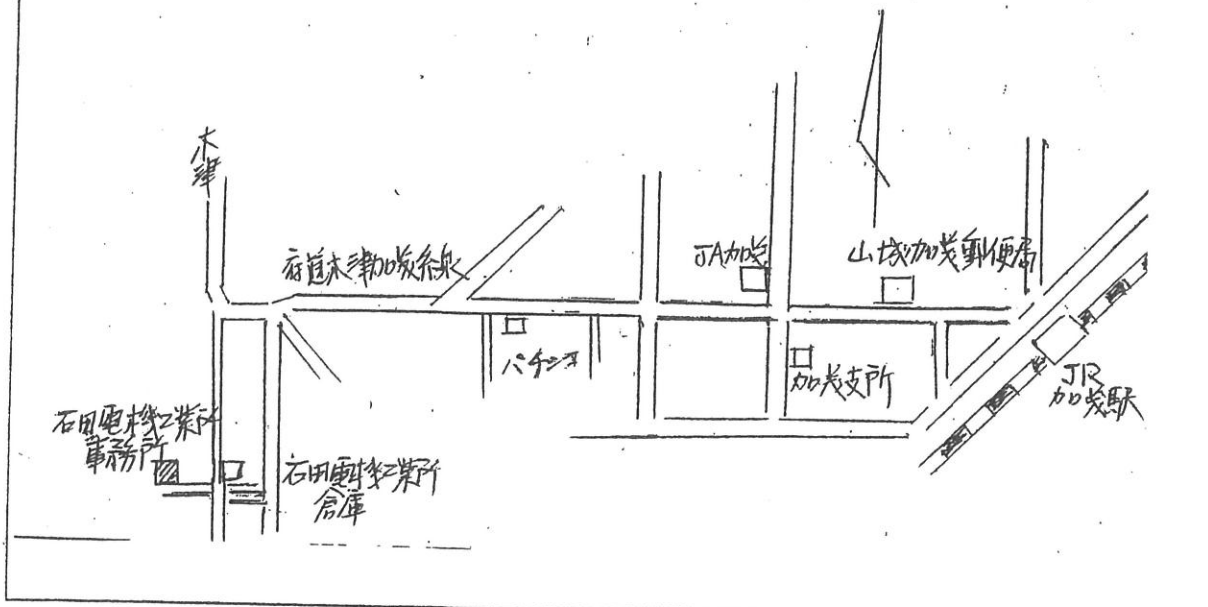 木津
府道木津加茂線
JA加茂
山城加茂郵便局
パチンコ
加茂支所
JR
加茂駅
石田電機工業所
事務所
石田電機工業所
倉庫